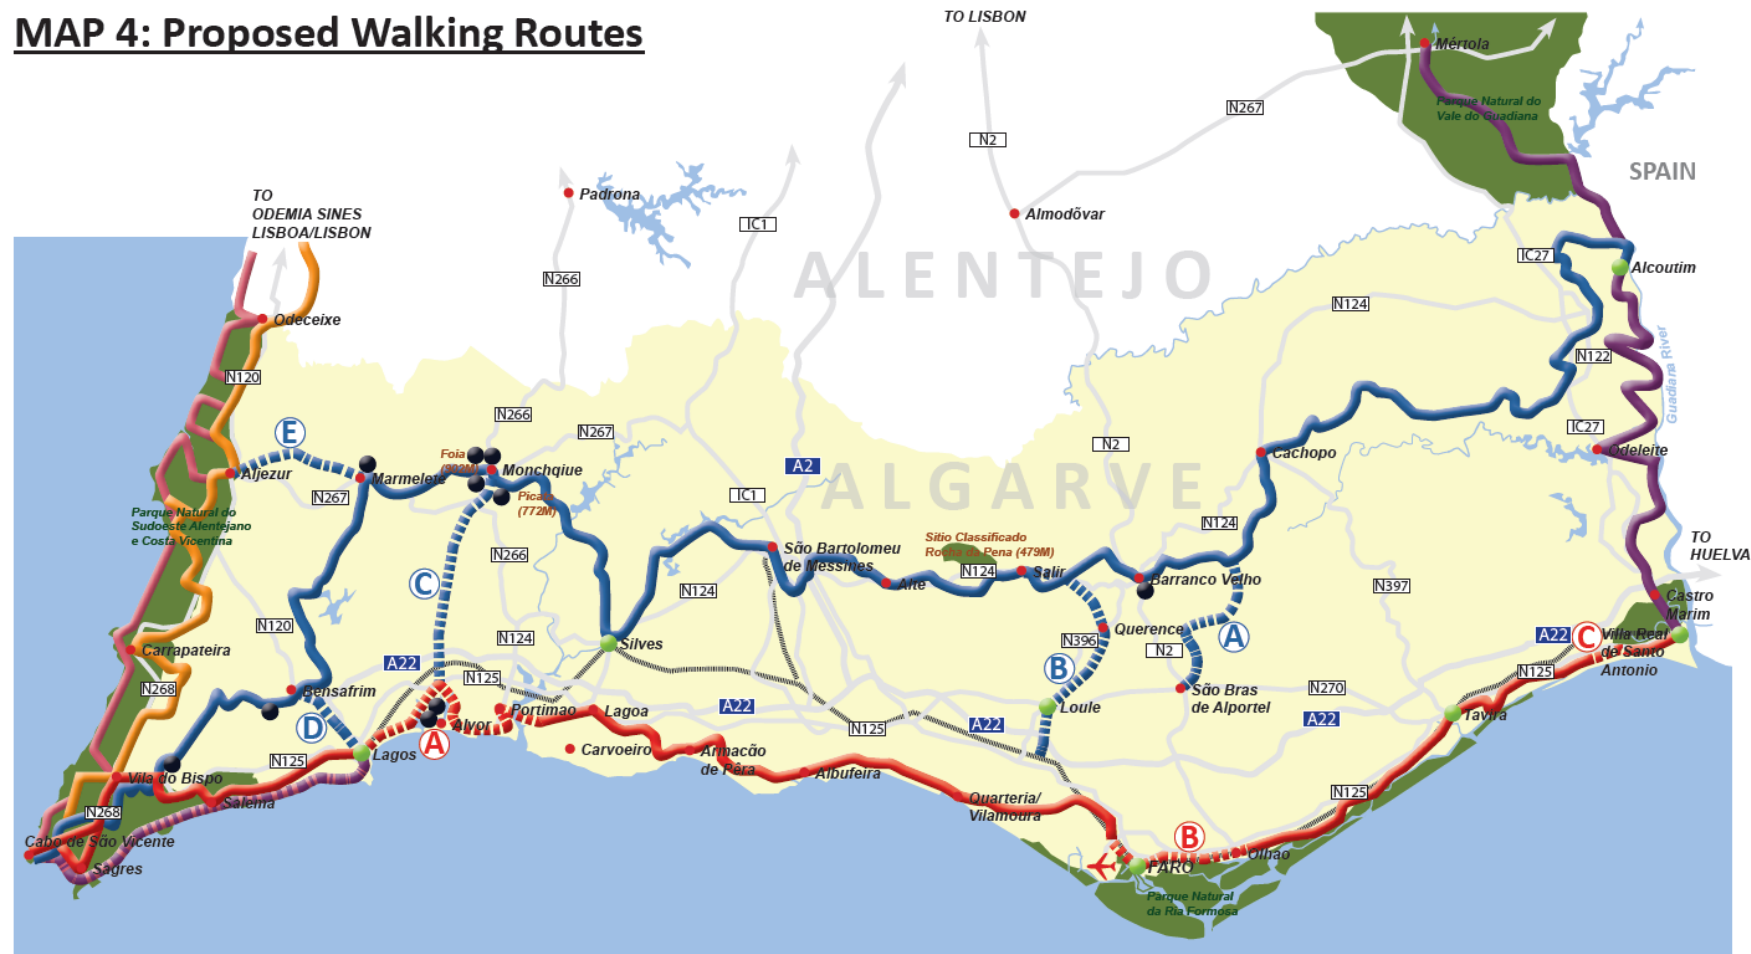 MAP 4: Proposed Walking Routes
TO LISBON
Mértola
Parque Natural do
Vale do Guadiana
N267
N2
SPAIN
TO
ODEMIA SINES
LISBOA/LISBON
Padrona
IC1
Almodõvar
ALENTEJO
N266
IC27
Alcoutim
N124
Odeceixe
N120
N122
Guadiana River
N266
N267
N2
IC27
E
Foia
(902M)
Monchqiue
Aljezur
Marmelete
N267
Picata
(772M)
A2
ALGARVE
Cachopo
Odeleite
IC1
Parque Natural do
Sudoeste Alentejano
e Costa Vicentina
N124
TO
HUELVA
Sitio Classificado
Rocha da Pena (479M)
São Bartolomeu
de Messines
N266
C
N124
Alte
N124
Salir
Barranco Velho
N397
Castro
Marim
N120
N124
Silves
Querence
N396
N2
A
A22
C
Villa Real
de Santo
Antonio
Carrapateira
A22
N125
B
N125
N268
Bensafrim
São Bras
de Alportel
N270
D
Portimao
Lagoa
A22
Loule
A22
Tavira
Alvor
A
N125
A22
Lagos
Carvoeiro
Armacão
de Pêra
N125
Vila do Bispo
Albufeira
Salema
Quarteria/
Vilamoura
N125
N268
Cabo de São Vicente
B
Olhao
Sagres
FARO
Parque Natural
da Ria Formosa